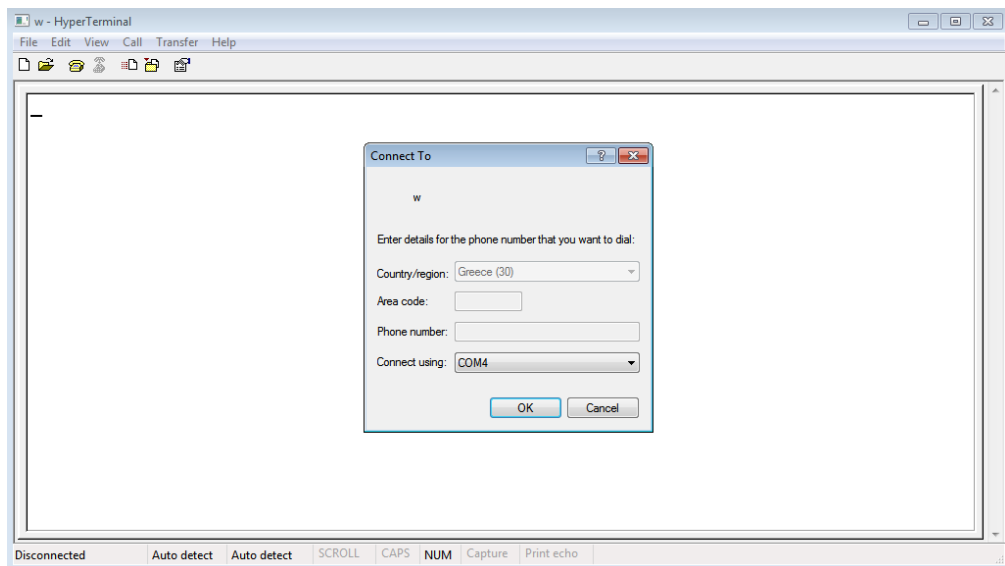 w - HyperTerminal
File Edit View Call Transfer Help
Connect To
w
Enter details for the phone number that you want to dial:
Country/region: Greece (30)
Area code:
Phone number:
Connect using: COM4
OK Cancel
Disconnected Auto detect Auto detect SCROLL CAPS NUM Capture Print echo